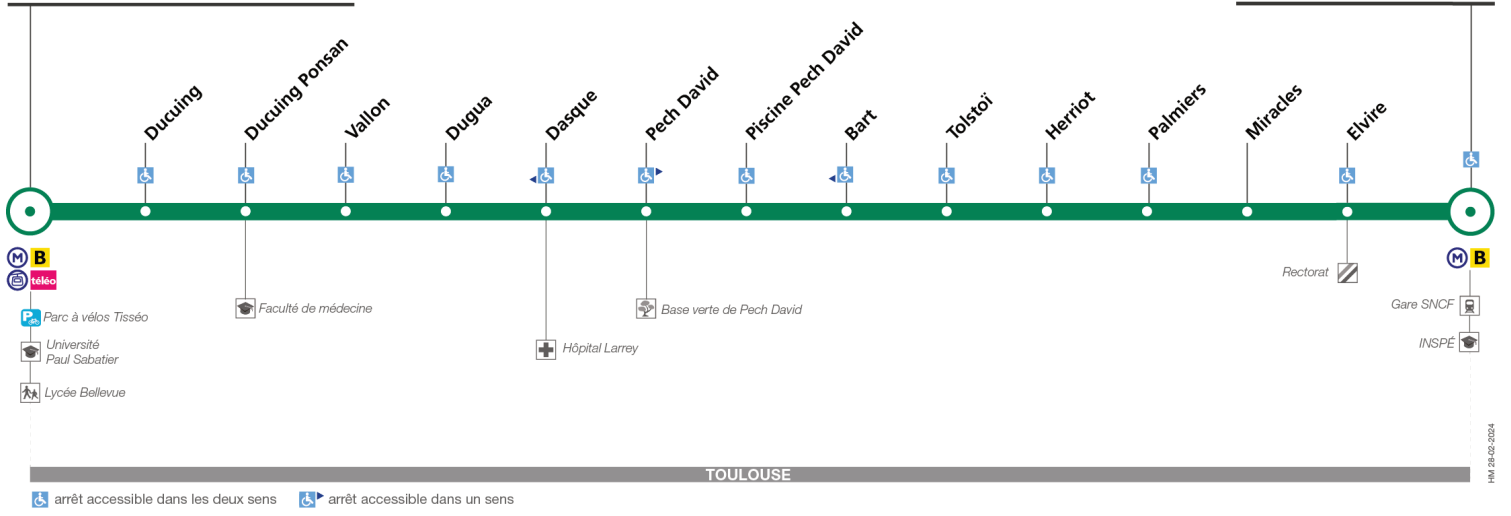 Ducuing
Ducuing Ponsan
Vallon
Dugua
Dasque
Pech David
Piscine Pech David
Bart
Tolstoï
Herriot
Palmiers
Miracles
Elvire
M B
téléo
P Parc à vélos Tisséo
Université
Paul Sabatier
Lycée Bellevue
Faculté de médecine
Hôpital Larrey
Base verte de Pech David
Rectorat
M B
Gare SNCF
INSPÉ
HM 28-02-2024
TOULOUSE
arrêt accessible dans les deux sens
arrêt accessible dans un sens